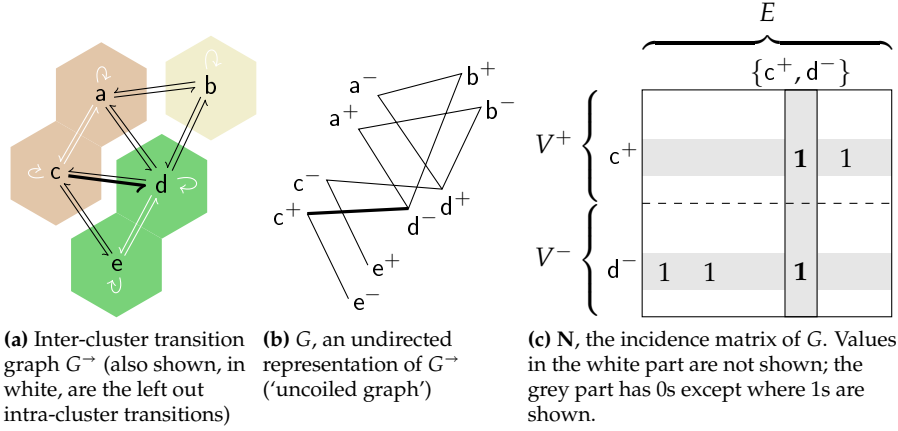 E
{c⁺, d⁻}
a
b
c
d
e
a⁻
b⁺
a⁺
b⁻
c⁻
d⁺
c⁺
d⁻
e⁺
e⁻
V⁺
c⁺
1 1
V⁻
d⁻
1 1 1
(a) Inter-cluster transition
graph G→ (also shown, in
white, are the left out
intra-cluster transitions)
(b) G, an undirected
representation of G→
(‘uncoiled graph’)
(c) N, the incidence matrix of G. Values
in the white part are not shown; the
grey part has 0s except where 1s are
shown.